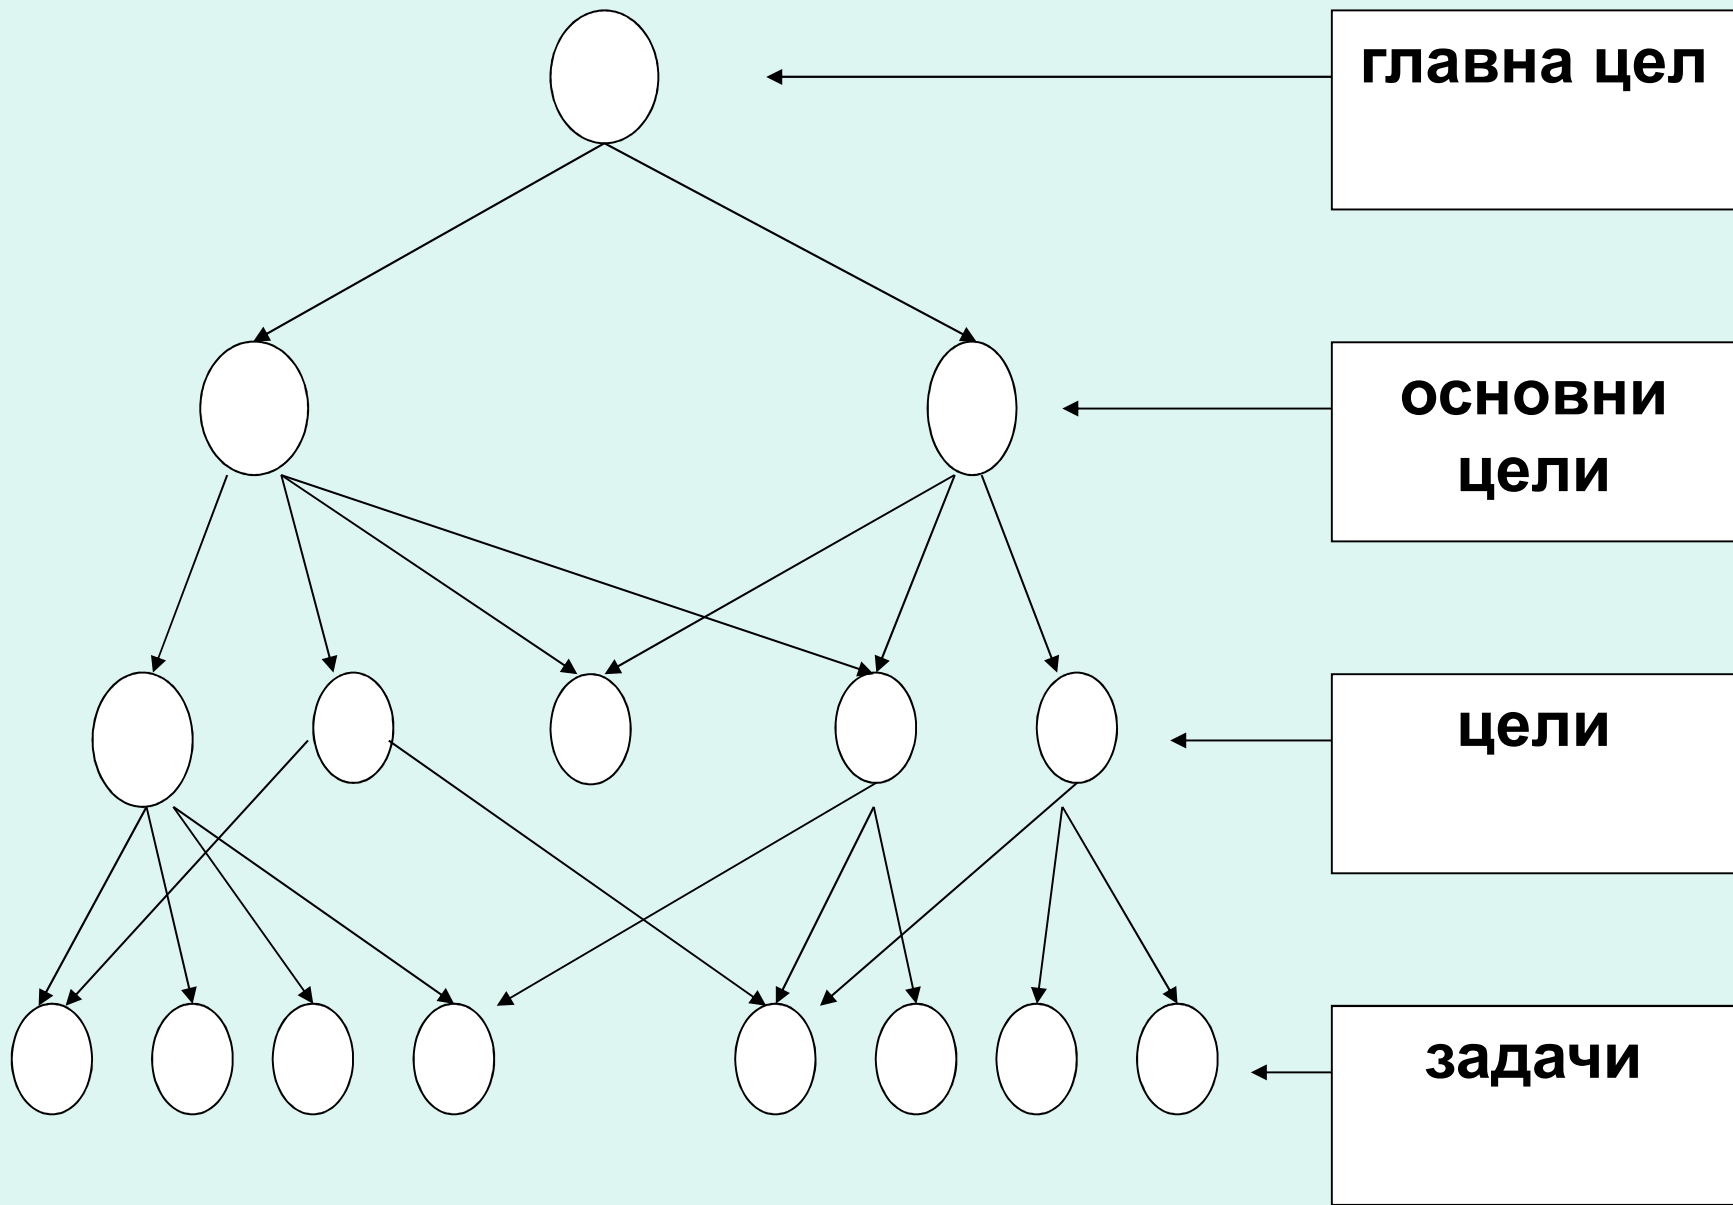 главна цел
основни
цели
цели
задачи